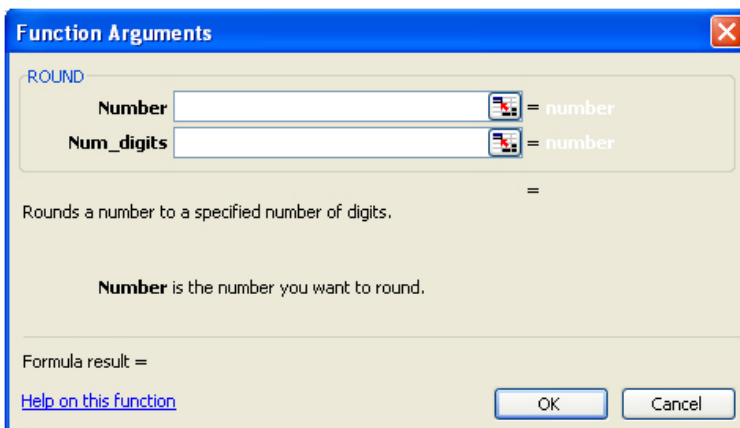 Function Arguments
ROUND
Number = number
Num_digits = number
=
Rounds a number to a specified number of digits.
Number is the number you want to round.
Formula result =
Help on this function OK Cancel